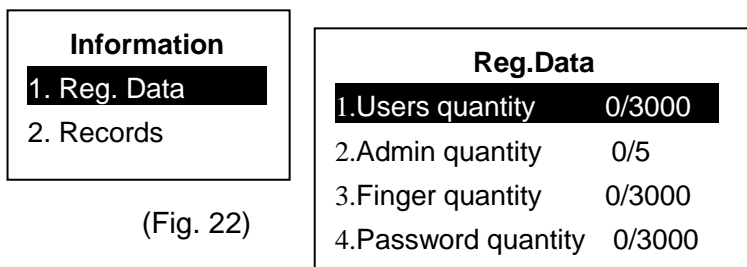 Information
1. Reg. Data
2. Records
(Fig. 22)
Reg.Data
1.Users quantity 0/3000
2.Admin quantity 0/5
3.Finger quantity 0/3000
4.Password quantity 0/3000